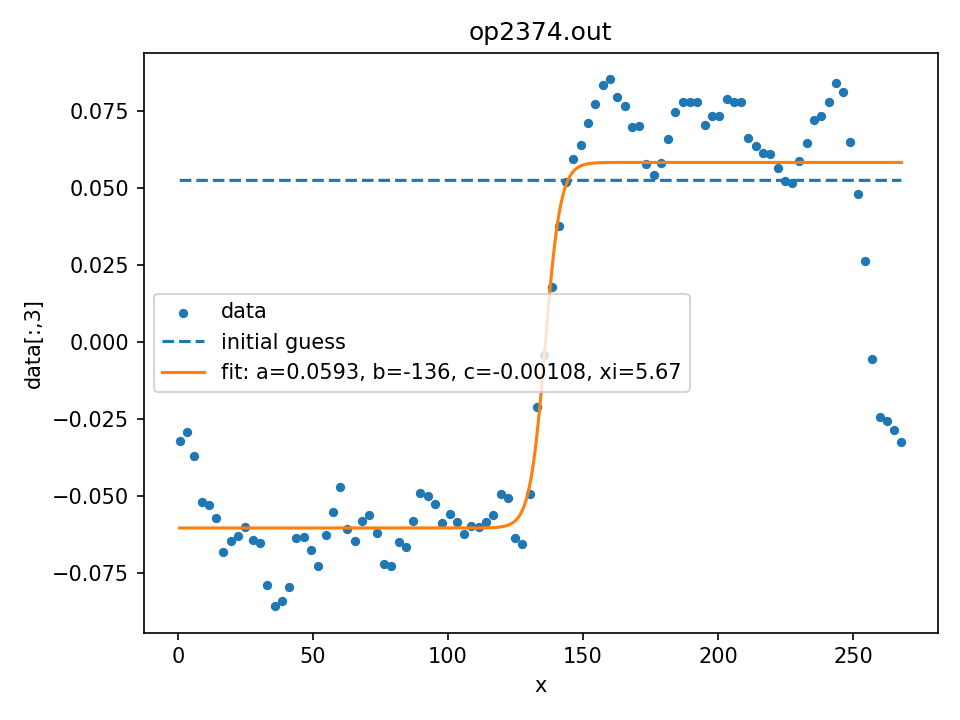 op2374.out
0.075
0.050
0.025
0.000
−0.025
−0.050
−0.075
data[:,3]
data
initial guess
fit: a=0.0593, b=-136, c=-0.00108, xi=5.67
0 50 100 150 200 250
x